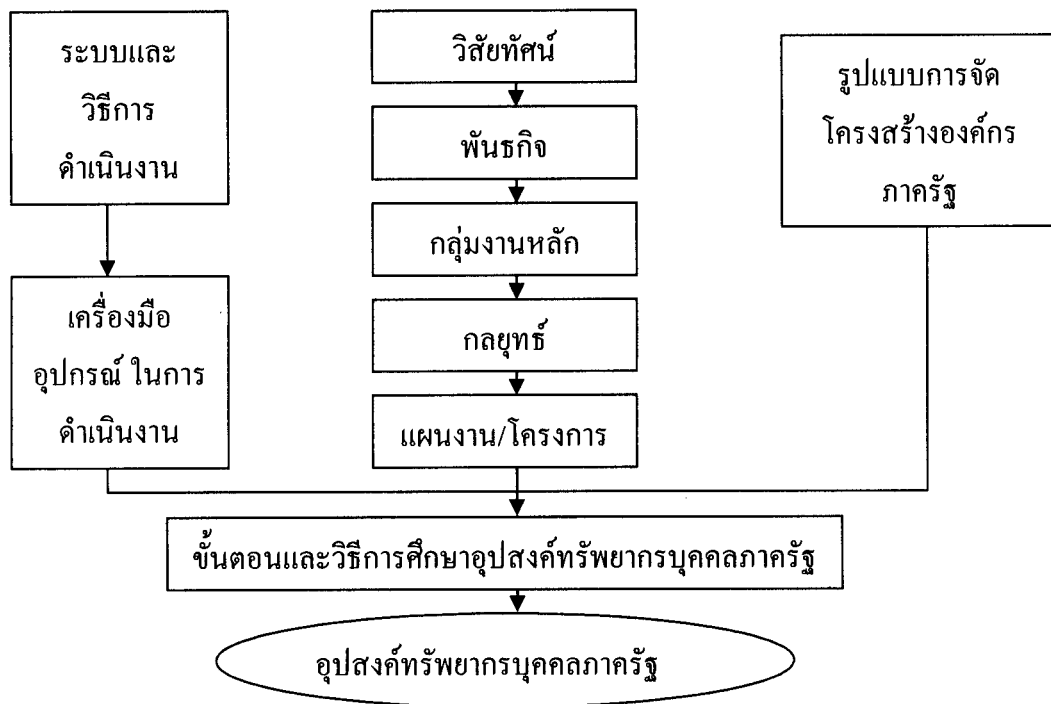 ระบบและ
วิธีการ
ดำเนินงาน
เครื่องมือ
อุปกรณ์ ในการ
ดำเนินงาน
วิสัยทัศน์
พันธกิจ
กลุ่มงานหลัก
กลยุทธ์
แผนงาน/โครงการ
รูปแบบการจัด
โครงสร้างองค์กร
ภาครัฐ
ขั้นตอนและวิธีการศึกษาอุปสงค์ทรัพยากรบุคคลภาครัฐ
อุปสงค์ทรัพยากรบุคคลภาครัฐ